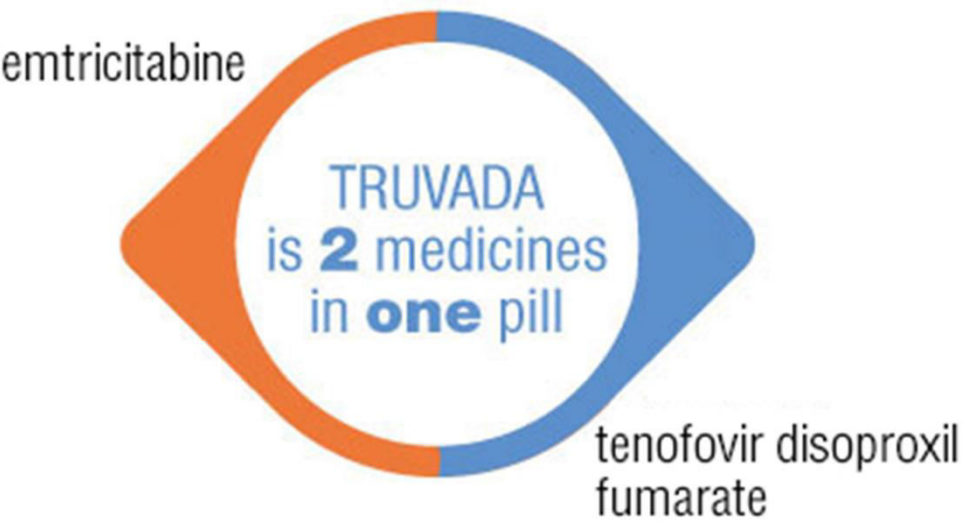 emtricitabine
TRUVADA
is 2 medicines
in one pill
tenofovir disoproxil
fumarate